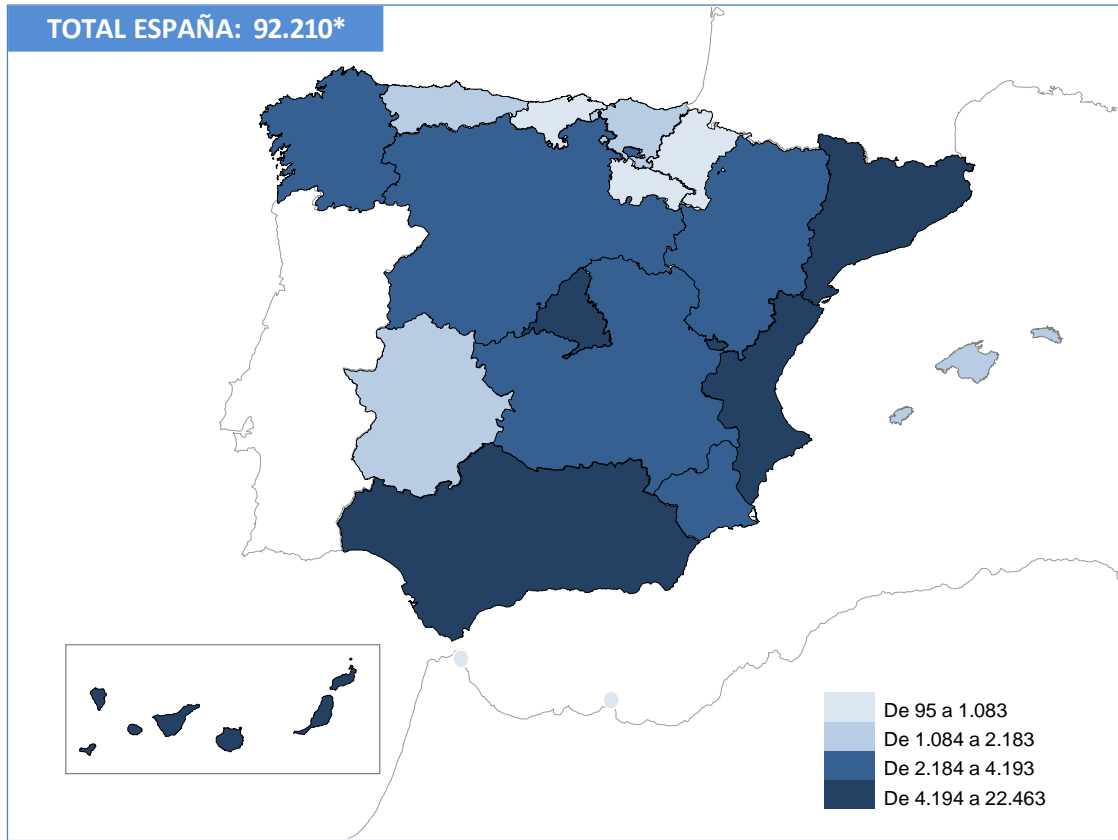 TOTAL ESPAÑA: 92.210*
De 95 a 1.083
De 1.084 a 2.183
De 2.184 a 4.193
De 4.194 a 22.463